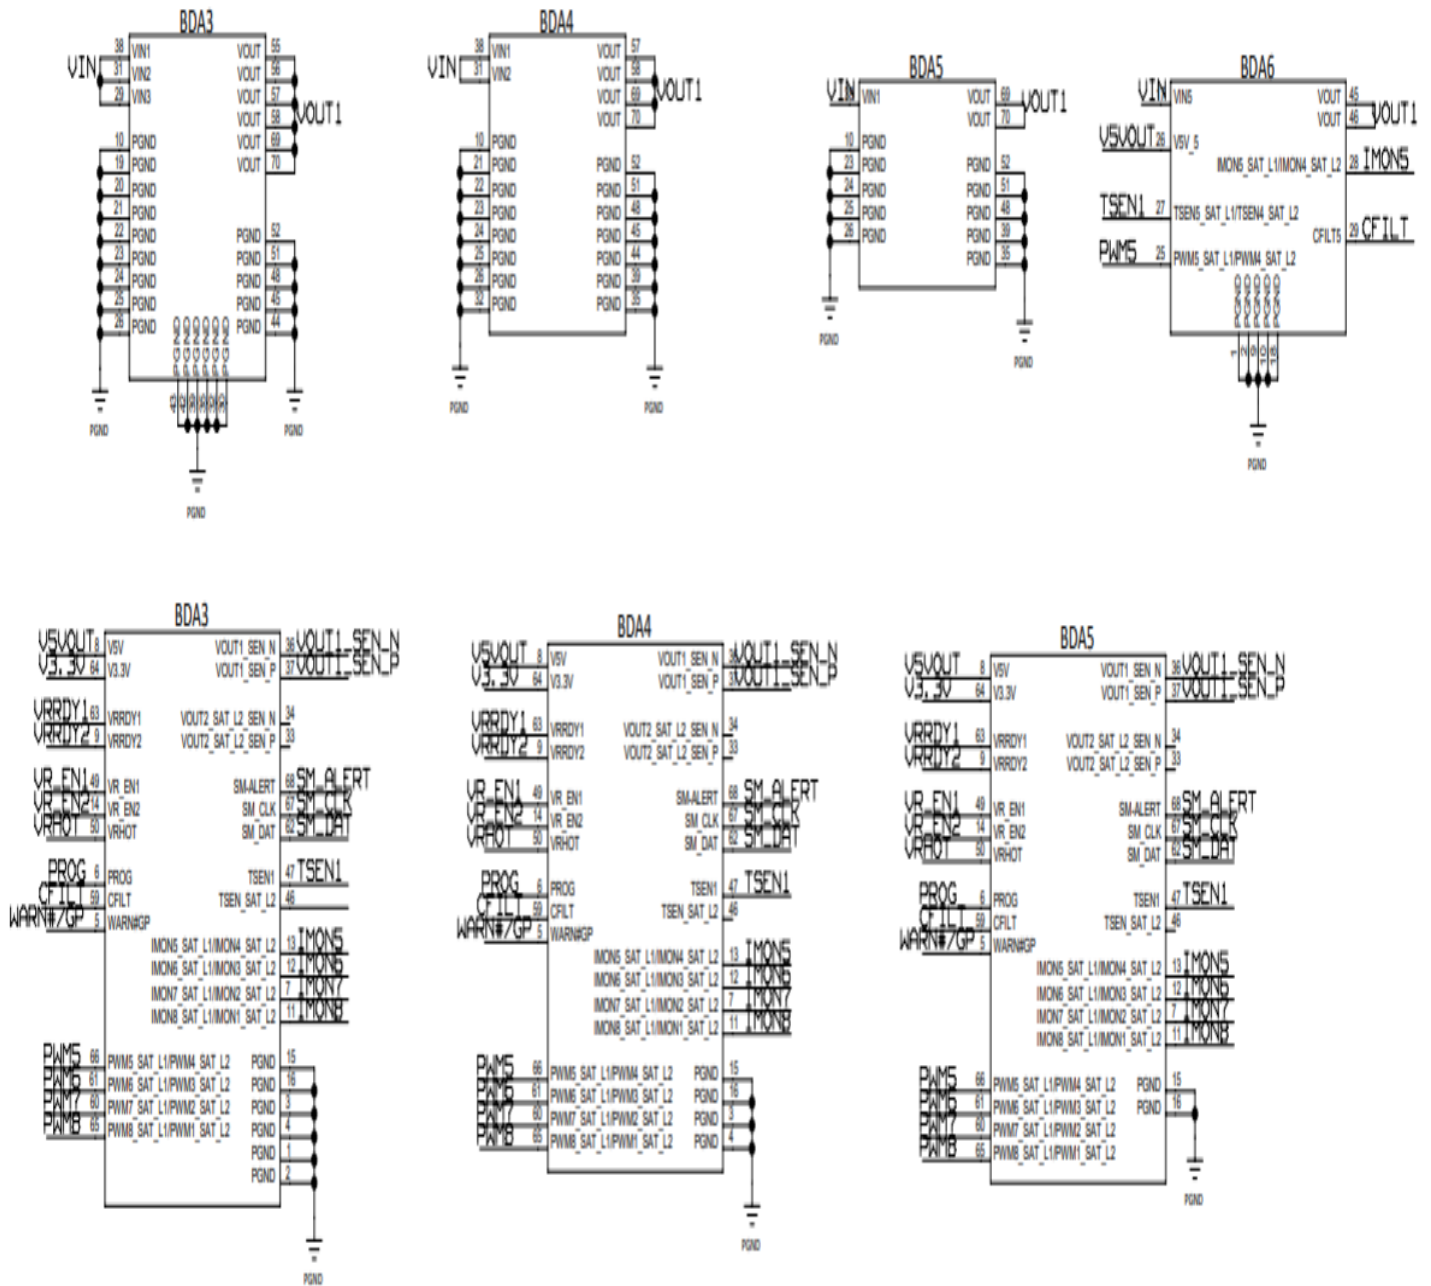 BDA3
VIN
38 VIN1
31 VIN2
29 VIN3
10 PGND
19 PGND
20 PGND
21 PGND
22 PGND
23 PGND
24 PGND
25 PGND
26 PGND
VOUT 55
VOUT 56
VOUT 57
VOUT 58
VOUT 69
VOUT 70
VOUT1
PGND 52
PGND 51
PGND 48
PGND 45
PGND 44
PGND PGND PGND PGND PGND PGND
PGND
PGND
PGND
BDA4
VIN
38 VIN1
31 VIN2
10 PGND
21 PGND
22 PGND
23 PGND
24 PGND
25 PGND
26 PGND
32 PGND
VOUT 57
VOUT 58
VOUT 69
VOUT 70
VOUT1
PGND 52
PGND 51
PGND 48
PGND 45
PGND 44
PGND 39
PGND 35
PGND
PGND
BDA5
VIN
VIN1
10 PGND
23 PGND
24 PGND
25 PGND
26 PGND
VOUT 69
VOUT 70
VOUT1
PGND 52
PGND 51
PGND 48
PGND 39
PGND 35
PGND
PGND
BDA6
VIN VIN5
V5VOUT 26 V5V_5
TSEN1 27 TSEN5_SAT_L1/TSEN4_SAT_L2
PWM5 25 PWM5_SAT_L1/PWM4_SAT_L2
VOUT 45
VOUT 46
VOUT1
IMON5_SAT_L1/IMON4_SAT_L2 28 IMON5
CFILT5 29 CFILT
PGND PGND PGND PGND PGND
1 2 9 10 18
PGND
BDA3
V5VOUT 8 V5V
V3.3V 64 V3.3V
VRRDY1 63 VRRDY1
VRRDY2 9 VRRDY2
VR_EN1 49 VR_EN1
VR_EN2 14 VR_EN2
VRHOT 50 VRHOT
PROG 6 PROG
CFILT 59 CFILT
WARN#/GP 5 WARN#GP
PWM5 66 PWM5_SAT_L1/PWM4_SAT_L2
PWM6 61 PWM6_SAT_L1/PWM3_SAT_L2
PWM7 60 PWM7_SAT_L1/PWM2_SAT_L2
PWM8 65 PWM8_SAT_L1/PWM1_SAT_L2
VOUT1_SEN_N 36 VOUT1_SEN_N
VOUT1_SEN_P 37 VOUT1_SEN_P
VOUT2_SAT_L2_SEN_N 34
VOUT2_SAT_L2_SEN_P 33
SM-ALERT 68 SM_ALERT
SM_CLK 67 SM_CLK
SM_DAT 62 SM_DAT
TSEN1 47 TSEN1
TSEN_SAT_L2 46
IMON5_SAT_L1/IMON4_SAT_L2 13 IMON5
IMON6_SAT_L1/IMON3_SAT_L2 12 IMON6
IMON7_SAT_L1/IMON2_SAT_L2 7 IMON7
IMON8_SAT_L1/IMON1_SAT_L2 11 IMON8
PGND 15
PGND 16
PGND 3
PGND 4
PGND 1
PGND 2
PGND
BDA4
V5VOUT 8 V5V
V3.3V 64 V3.3V
VRRDY1 63 VRRDY1
VRRDY2 9 VRRDY2
VR_EN1 49 VR_EN1
VR_EN2 14 VR_EN2
VRHOT 50 VRHOT
PROG 6 PROG
CFILT 59 CFILT
WARN#/GP 5 WARN#GP
PWM5 66 PWM5_SAT_L1/PWM4_SAT_L2
PWM6 61 PWM6_SAT_L1/PWM3_SAT_L2
PWM7 60 PWM7_SAT_L1/PWM2_SAT_L2
PWM8 65 PWM8_SAT_L1/PWM1_SAT_L2
VOUT1_SEN_N VOUT1_SEN_N
VOUT1_SEN_P VOUT1_SEN_P
VOUT2_SAT_L2_SEN_N 34
VOUT2_SAT_L2_SEN_P 33
SM-ALERT 68 SM_ALERT
SM_CLK 67 SM_CLK
SM_DAT 62 SM_DAT
TSEN1 47 TSEN1
TSEN_SAT_L2 46
IMON5_SAT_L1/IMON4_SAT_L2 13 IMON5
IMON6_SAT_L1/IMON3_SAT_L2 12 IMON6
IMON7_SAT_L1/IMON2_SAT_L2 7 IMON7
IMON8_SAT_L1/IMON1_SAT_L2 11 IMON8
PGND 15
PGND 16
PGND 3
PGND 4
PGND
BDA5
V5VOUT 8 V5V
V3.3V 64 V3.3V
VRRDY1 63 VRRDY1
VRRDY2 9 VRRDY2
VR_EN1 49 VR_EN1
VR_EN2 14 VR_EN2
VRHOT 50 VRHOT
PROG 6 PROG
CFILT 59 CFILT
WARN#/GP 5 WARN#GP
PWM5 66 PWM5_SAT_L1/PWM4_SAT_L2
PWM6 61 PWM6_SAT_L1/PWM3_SAT_L2
PWM7 60 PWM7_SAT_L1/PWM2_SAT_L2
PWM8 65 PWM8_SAT_L1/PWM1_SAT_L2
VOUT1_SEN_N 36 VOUT1_SEN_N
VOUT1_SEN_P 37 VOUT1_SEN_P
VOUT2_SAT_L2_SEN_N 34
VOUT2_SAT_L2_SEN_P 33
SM-ALERT 68 SM_ALERT
SM_CLK 67 SM_CLK
SM_DAT 62 SM_DAT
TSEN1 47 TSEN1
TSEN_SAT_L2 46
IMON5_SAT_L1/IMON4_SAT_L2 13 IMON5
IMON6_SAT_L1/IMON3_SAT_L2 12 IMON6
IMON7_SAT_L1/IMON2_SAT_L2 7 IMON7
IMON8_SAT_L1/IMON1_SAT_L2 11 IMON8
PGND 15
PGND 16
PGND